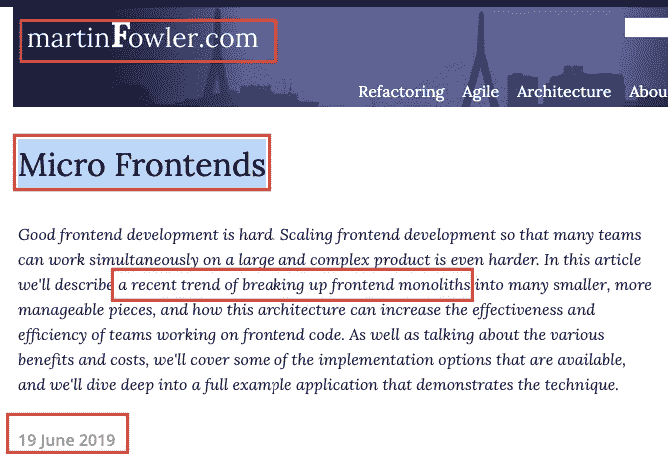 martinFowler.com
Refactoring Agile Architecture Abou
Micro Frontends
Good frontend development is hard. Scaling frontend development so that many teams
can work simultaneously on a large and complex product is even harder. In this article
we'll describe a recent trend of breaking up frontend monoliths into many smaller, more
manageable pieces, and how this architecture can increase the effectiveness and
efficiency of teams working on frontend code. As well as talking about the various
benefits and costs, we'll cover some of the implementation options that are available,
and we'll dive deep into a full example application that demonstrates the technique.
19 June 2019